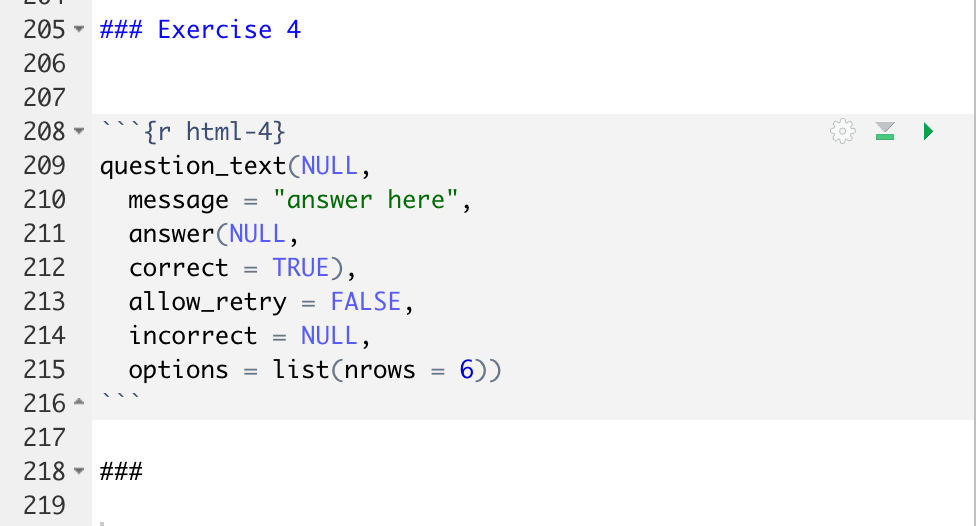 205 ### Exercise 4
206
207
208 ```{r html-4}
209 question_text(NULL,
210   message = "answer here",
211   answer(NULL,
212   correct = TRUE),
213   allow_retry = FALSE,
214   incorrect = NULL,
215   options = list(nrows = 6))
216 ```
217
218 ###
219